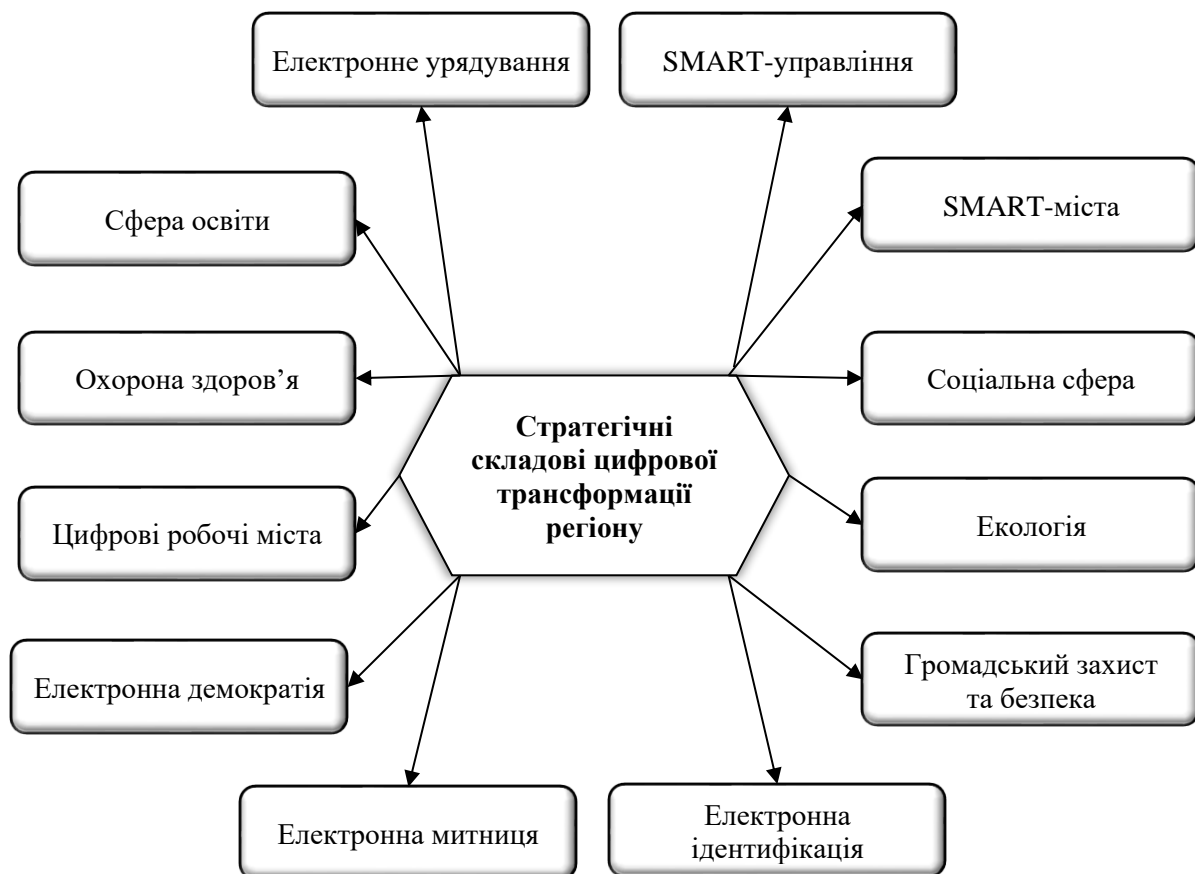 Електронне урядування
SMART-управління
Сфера освіти
SMART-міста
Охорона здоров’я
Соціальна сфера
Стратегічні
складові цифрової
трансформації
регіону
Цифрові робочі міста
Екологія
Електронна демократія
Громадський захист
та безпека
Електронна митниця
Електронна
ідентифікація